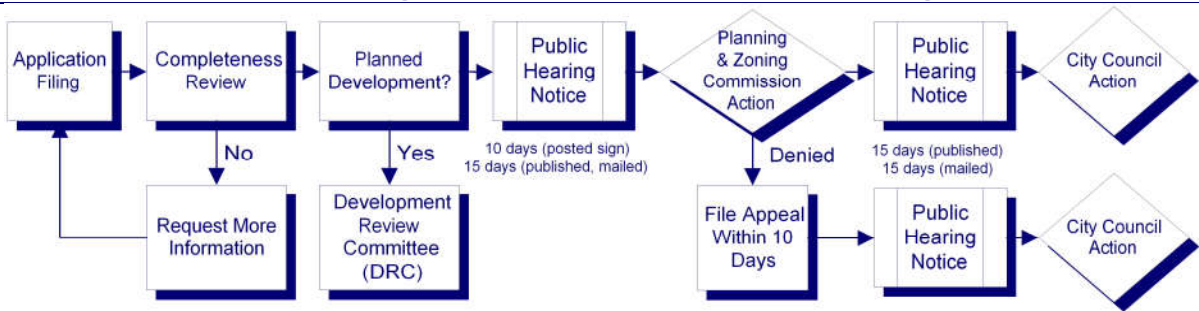 Application
Filing
Completeness
Review
Planned
Development?
Public
Hearing
Notice
Planning
& Zoning
Commission
Action
Public
Hearing
Notice
City Council
Action
No
Yes
10 days (posted sign)
15 days (published, mailed)
Denied
15 days (published)
15 days (mailed)
Request More
Information
Development
Review
Committee
(DRC)
File Appeal
Within 10
Days
Public
Hearing
Notice
City Council
Action